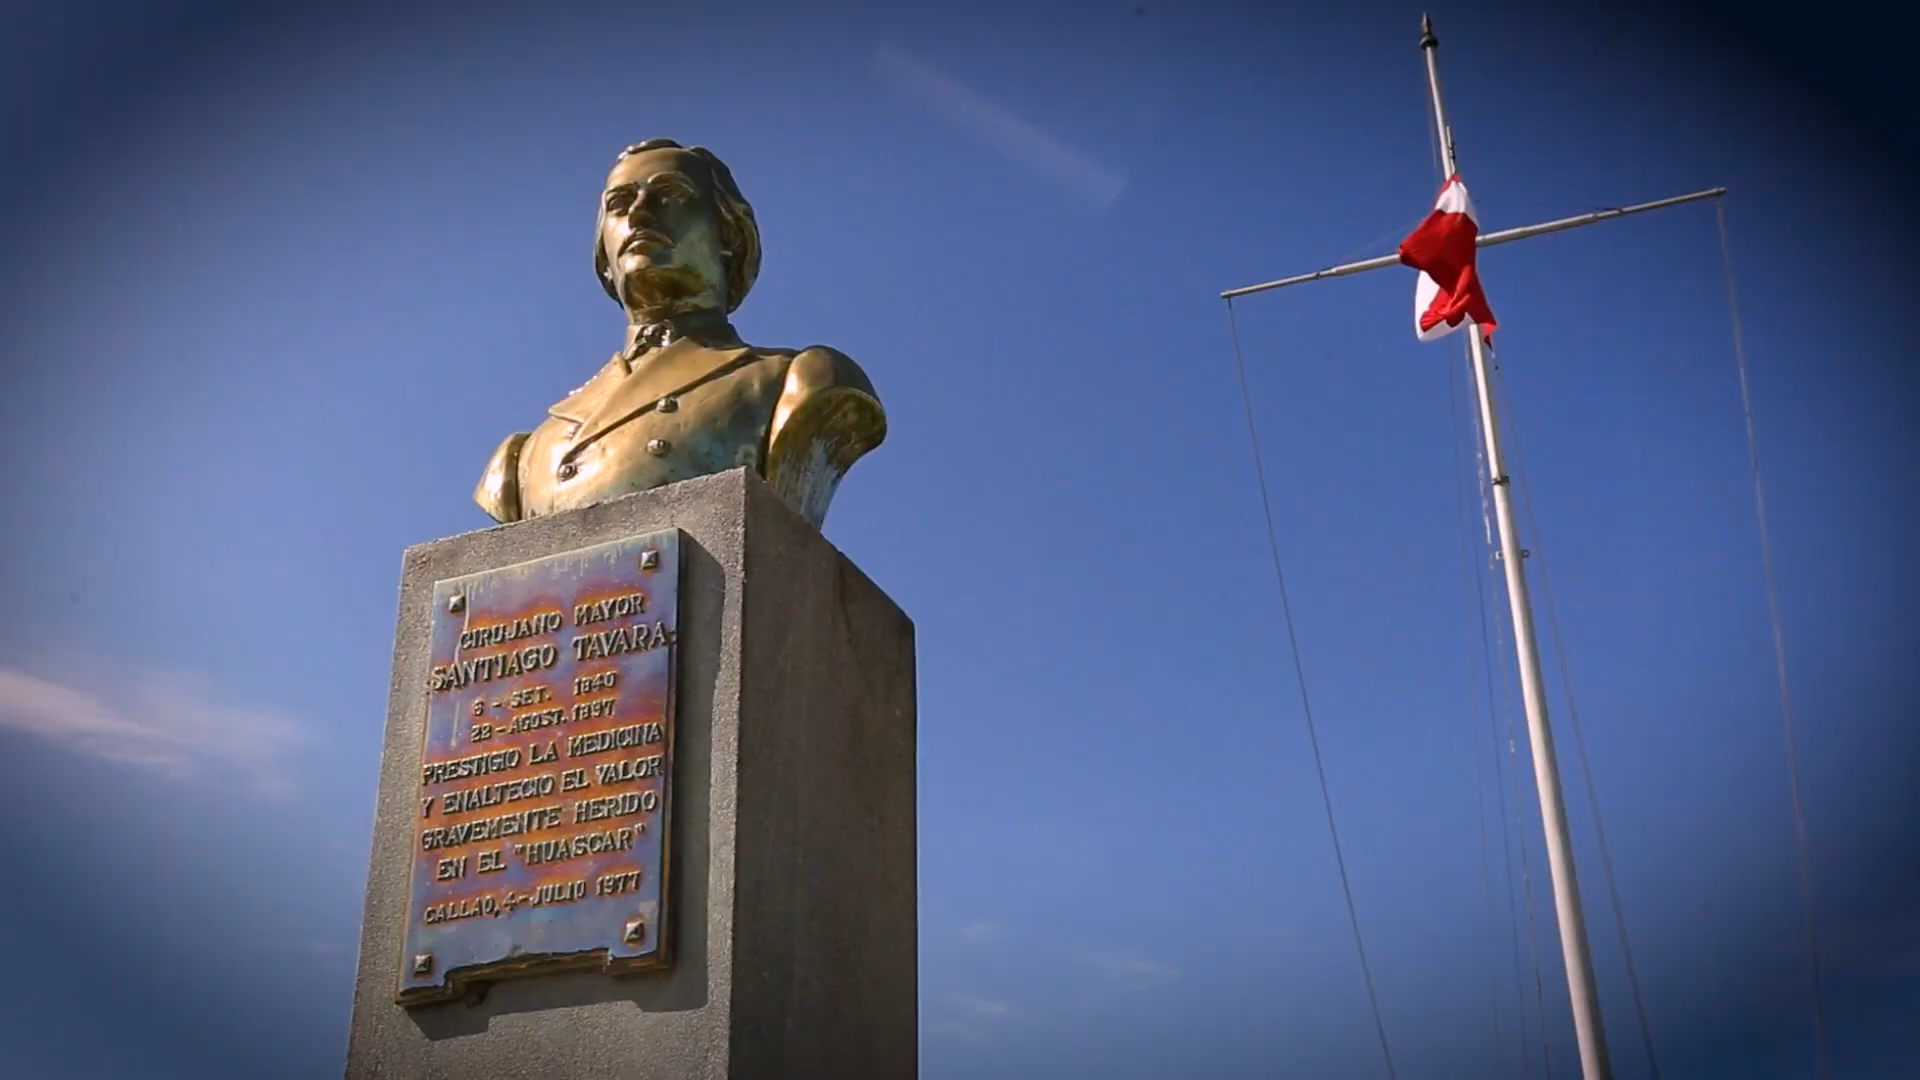 CIRUJANO MAYOR
SANTIAGO TAVARA
6 - SET. 1840
22 - AGOST. 1897
PRESTIGIO LA MEDICINA
Y ENALTECIO EL VALOR
GRAVEMENTE HERIDO
EN EL "HUASCAR"
CALLAO, 4 - JULIO 1977